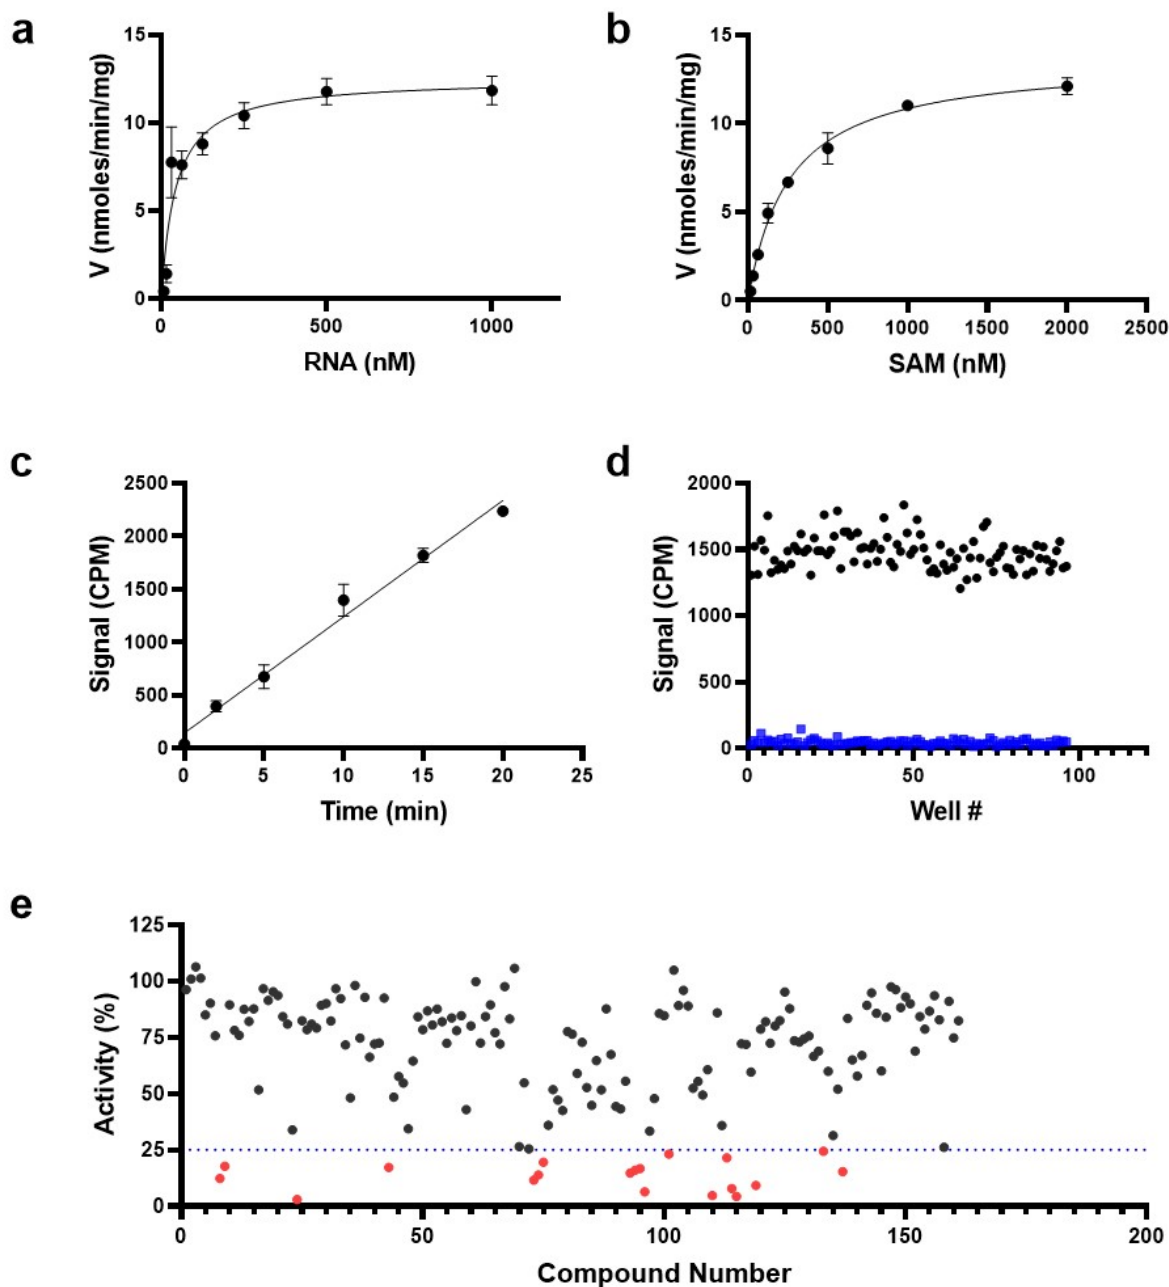 a
15
10
5
0
V (nmoles/min/mg)
0 500 1000
RNA (nM)
b
15
10
5
0
V (nmoles/min/mg)
0 500 1000 1500 2000 2500
SAM (nM)
c
2500
2000
1500
1000
500
0
Signal (CPM)
0 5 10 15 20 25
Time (min)
d
2000
1500
1000
500
0
Signal (CPM)
0 50 100
Well #
e
125
100
75
50
25
0
Activity (%)
0 50 100 150 200
Compound Number